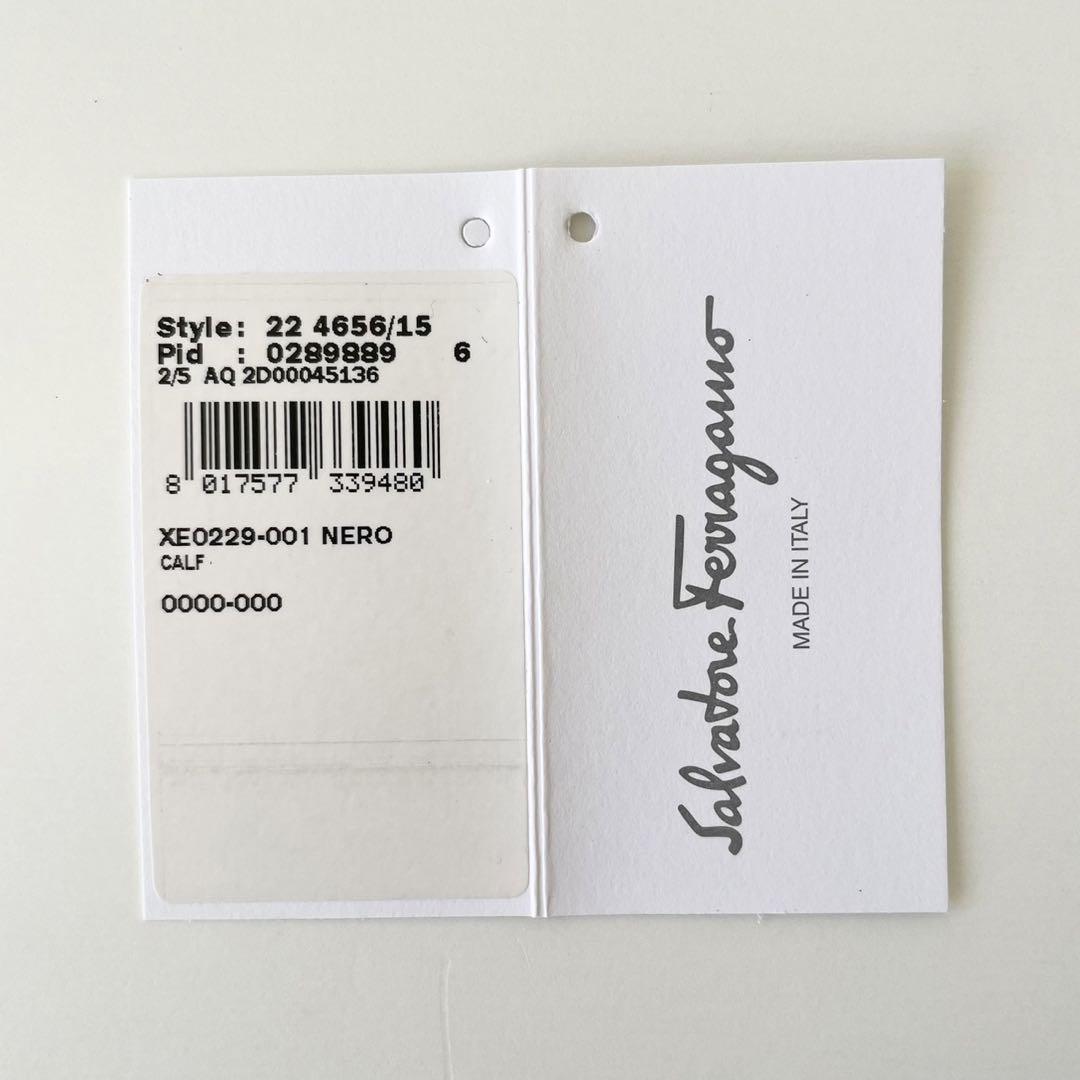 Style: 22 4656/15
Pid : 0289889 6
2/5 AQ 2D00045136
8 017577 339480
XE0229-001 NERO
CALF
0000-000
Salvatore Ferragamo
MADE IN ITALY